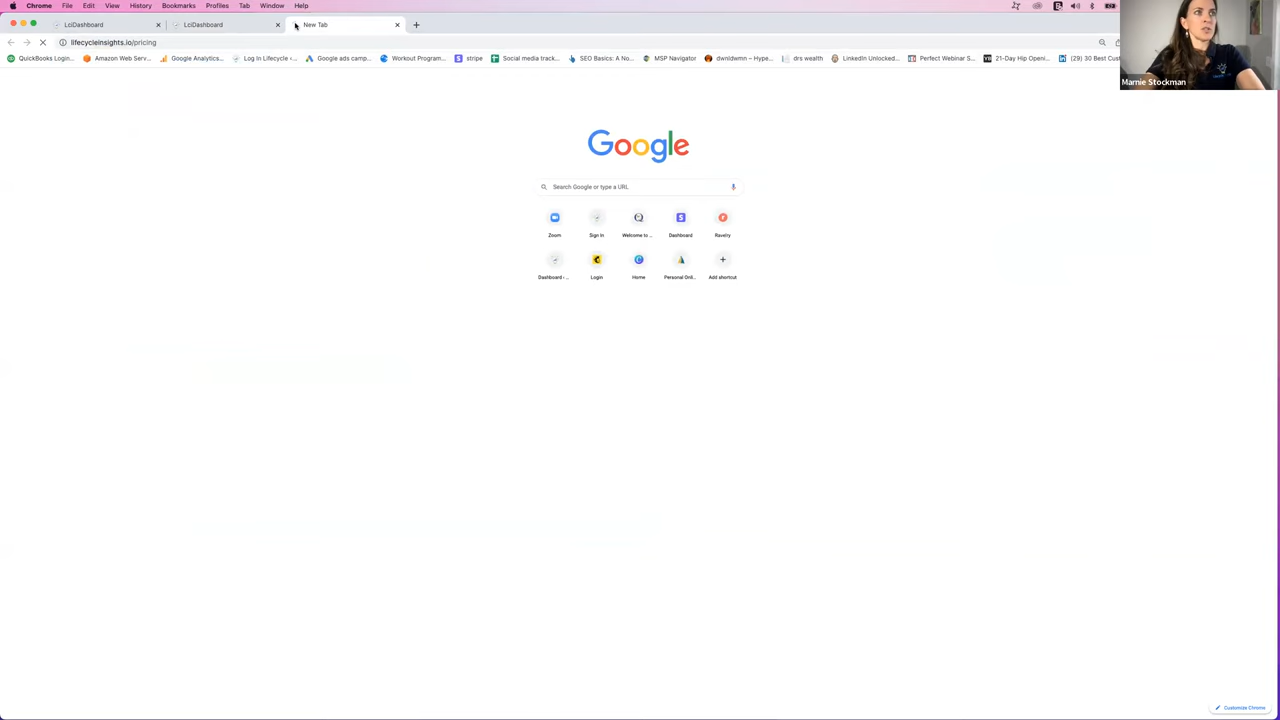 Chrome File Edit View History Bookmarks Profiles Tab Window Help
LciDashboard LciDashboard New Tab
lifecycleinsights.io/pricing
QuickBooks Login... Amazon Web Serv... Google Analytics... Log In Lifecycle ‹... Google ads camp... Workout Program... stripe Social media track... SEO Basics: A No... MSP Navigator dwnldwmn – Hype... drs wealth LinkedIn Unlocked... Perfect Webinar S... 21-Day Hip Openi... (29) 30 Best Cust
Marnie Stockman
Google
Search Google or type a URL
Zoom Sign In Welcome to ... Dashboard Ravelry
Dashboard -... Login Home Personal Onli... Add shortcut
Customize Chrome